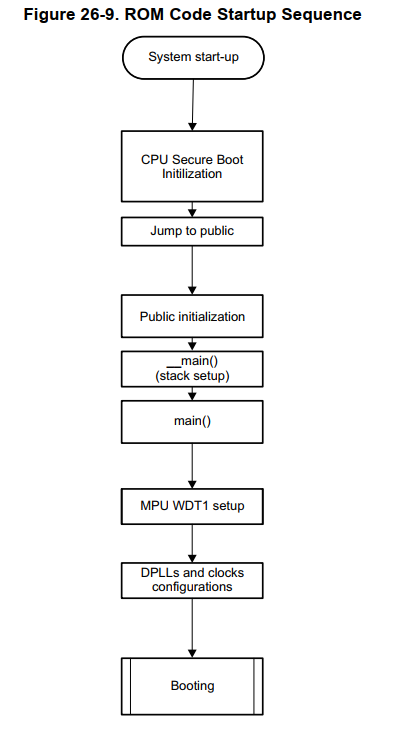 Figure 26-9. ROM Code Startup Sequence
System start-up
CPU Secure Boot
Initilization
Jump to public
Public initialization
__main()
(stack setup)
main()
MPU WDT1 setup
DPLLs and clocks
configurations
Booting